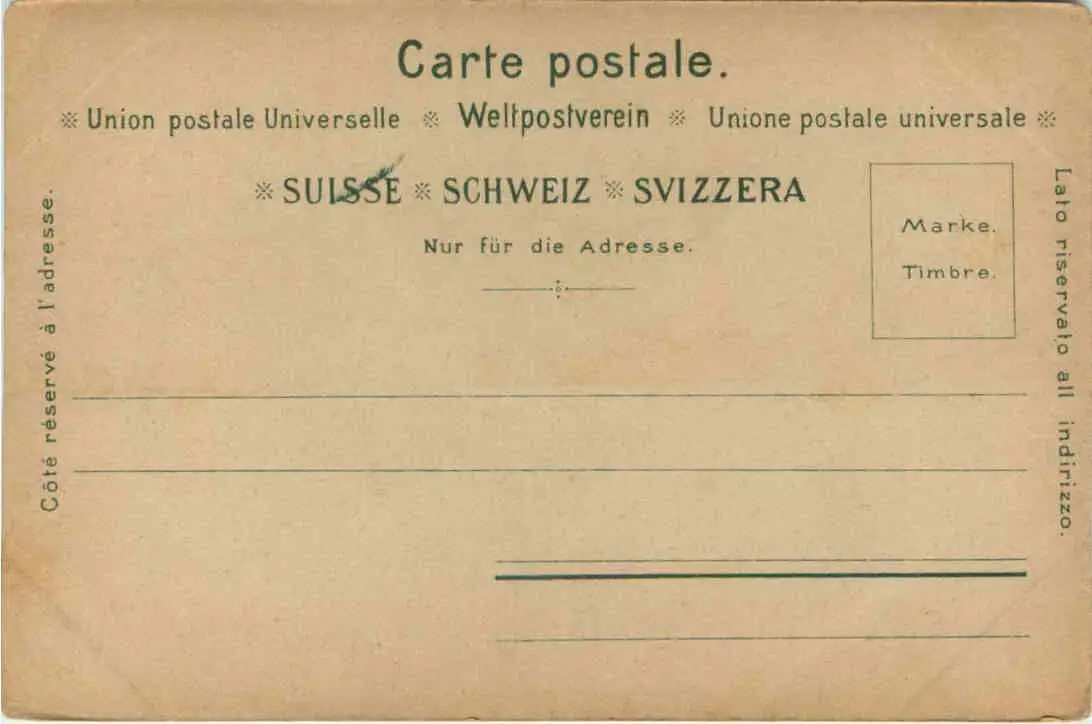 Carte postale.
※ Union postale Universelle ※ Weltpostverein ※ Unione postale universale ※
※ SUISSE ※ SCHWEIZ ※ SVIZZERA
Nur für die Adresse.
Marke.
Timbre.
Côté réservé à l'adresse.
Lato riservato all indirizzo.